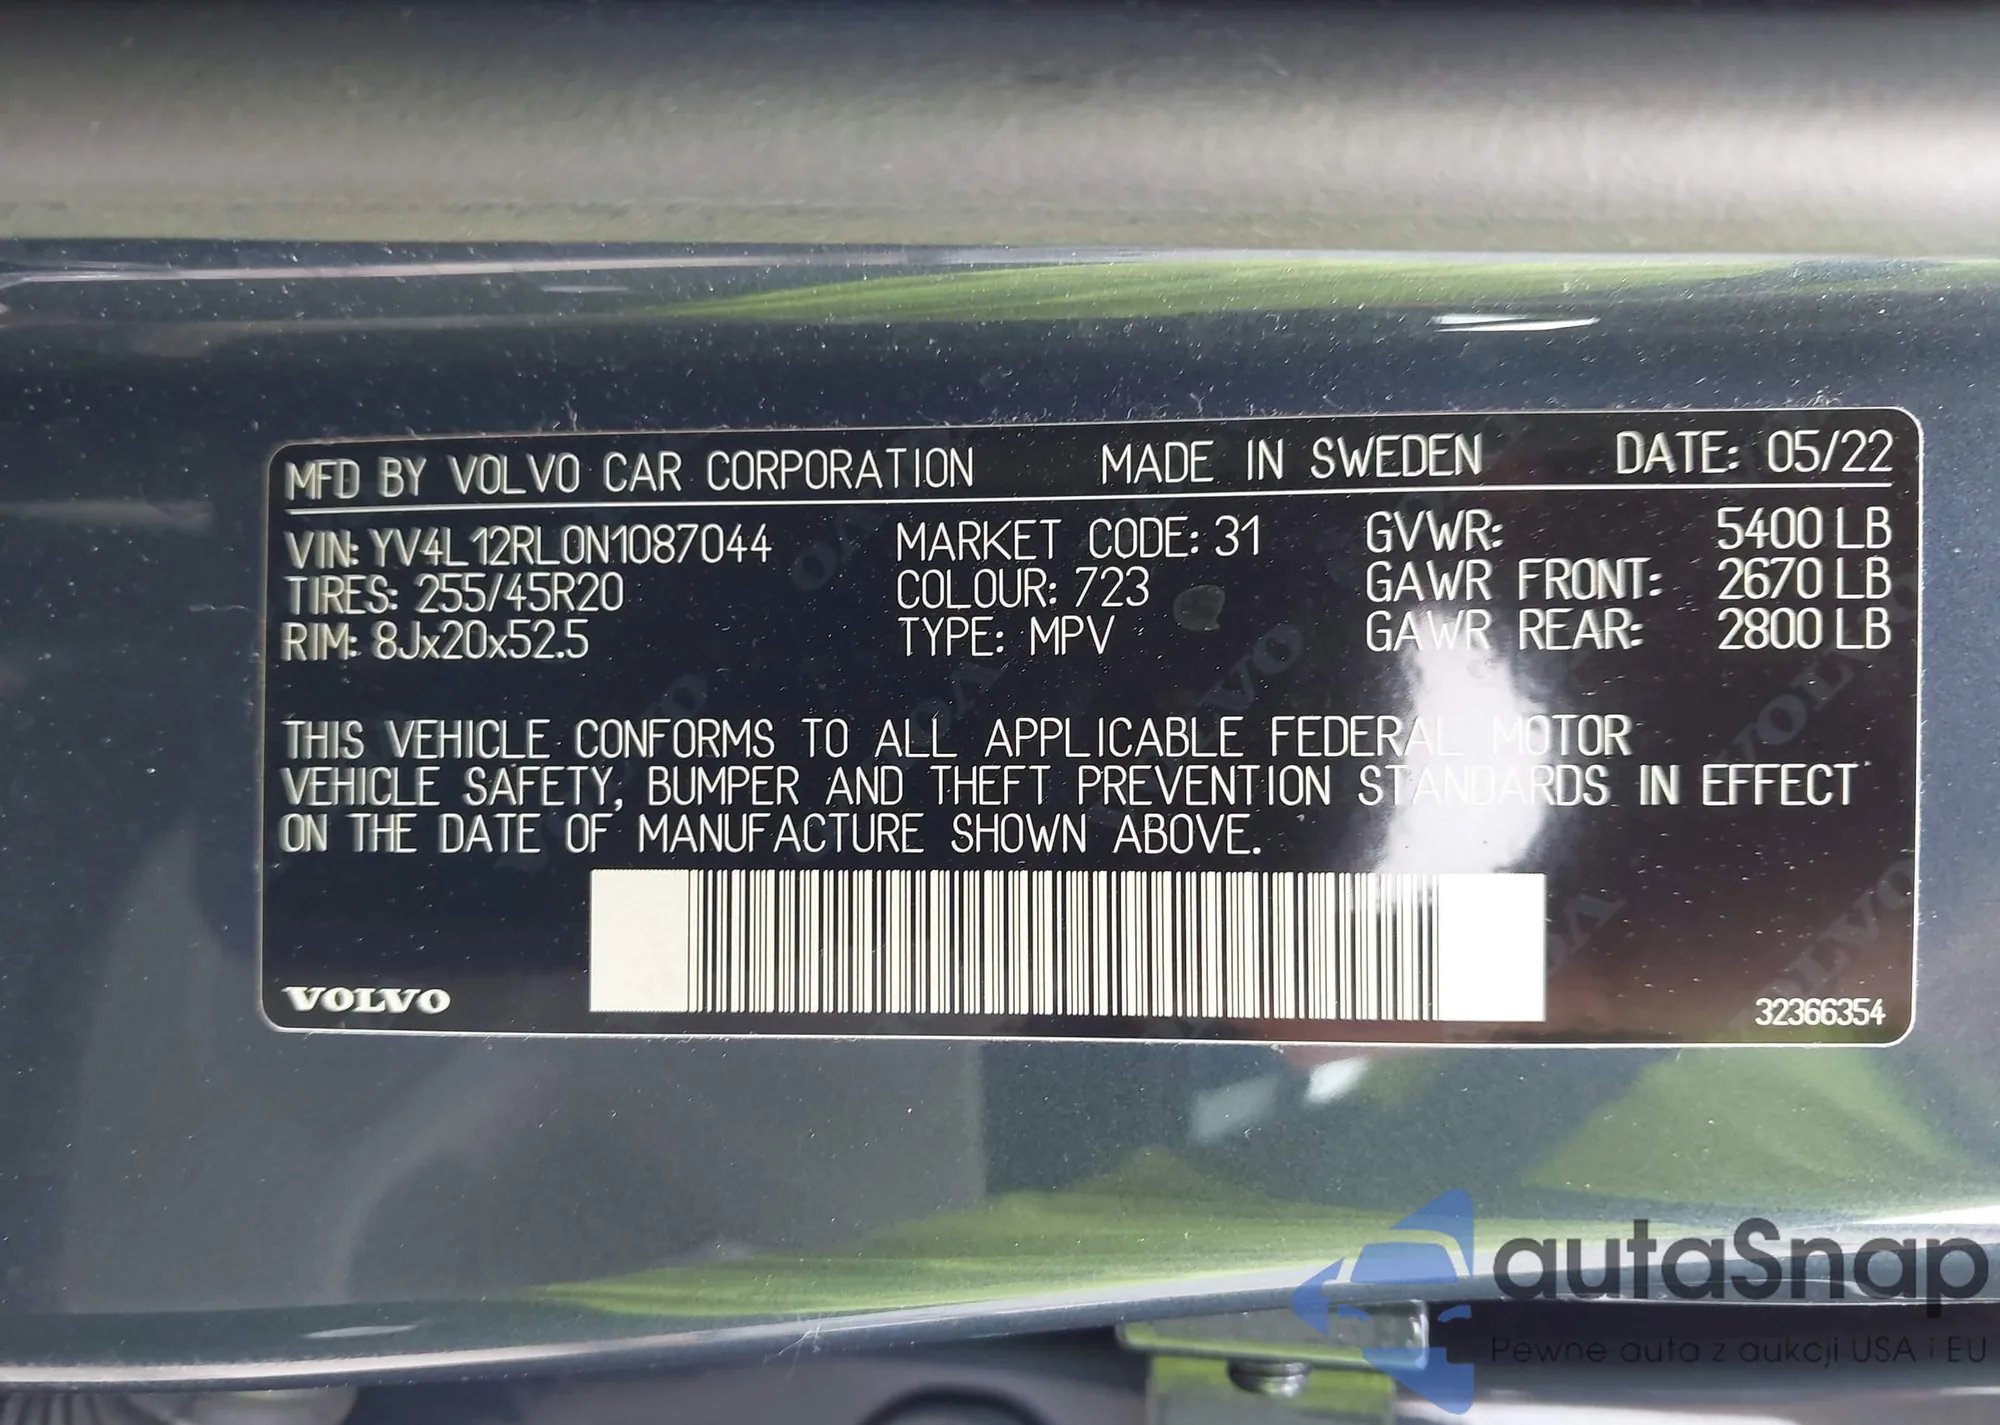 MFD BY VOLVO CAR CORPORATION MADE IN SWEDEN DATE: 05/22
VIN: YV4L12RL0N1087044 MARKET CODE: 31 GVWR: 5400 LB
TIRES: 255/45R20 COLOUR: 723 GAWR FRONT: 2670 LB
RIM: 8Jx20x52.5 TYPE: MPV GAWR REAR: 2800 LB
THIS VEHICLE CONFORMS TO ALL APPLICABLE FEDERAL MOTOR
VEHICLE SAFETY, BUMPER AND THEFT PREVENTION STANDARDS IN EFFECT
ON THE DATE OF MANUFACTURE SHOWN ABOVE.
VOLVO
32366354
autaSnap
Pewne auta z aukcji USA i EU